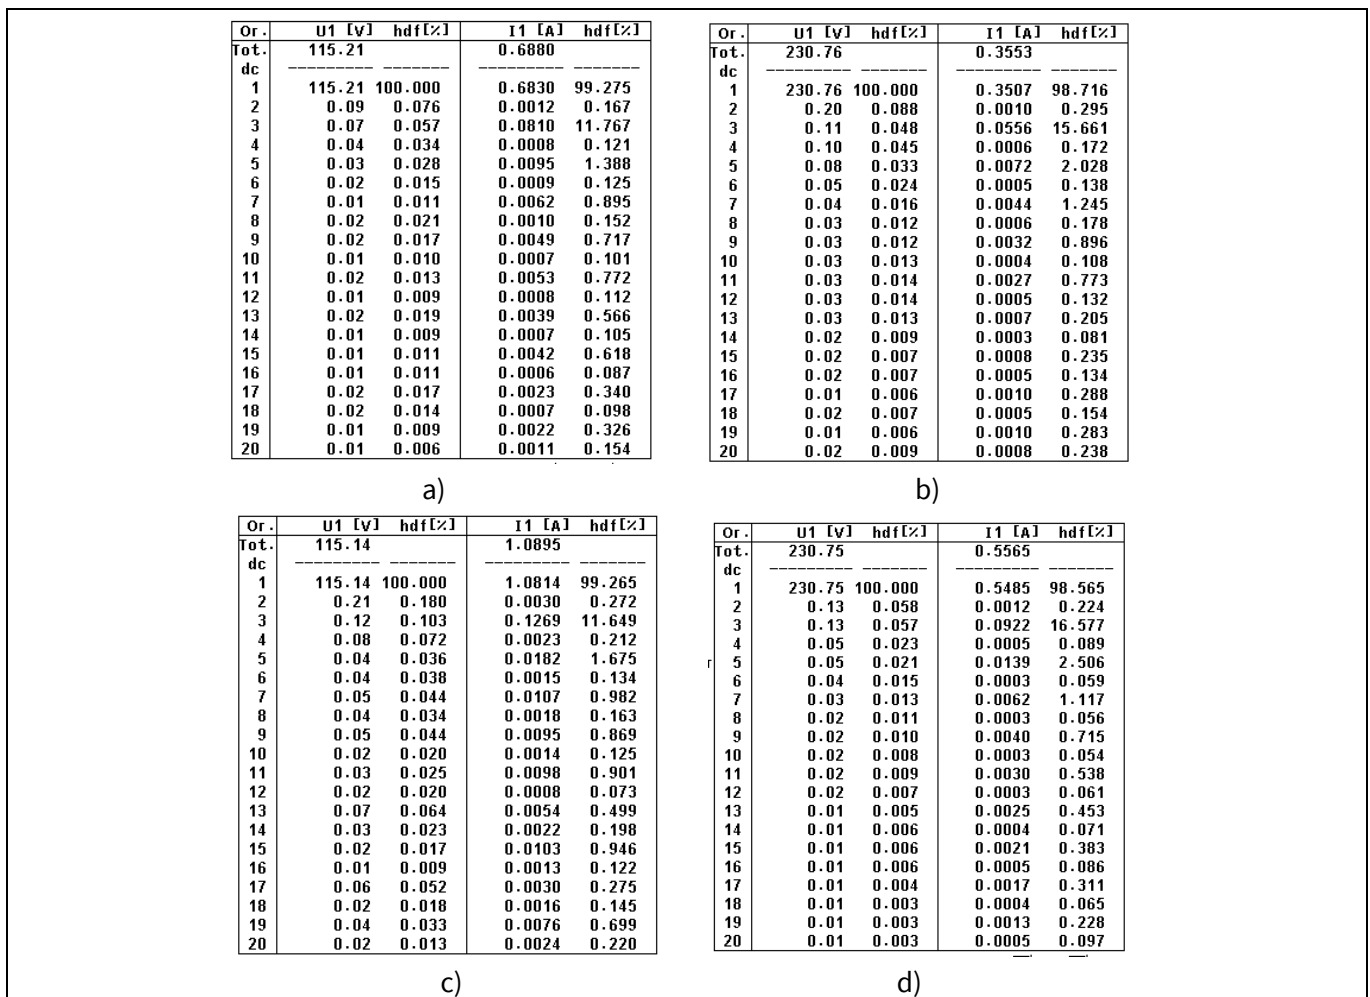 Or. U1 [V] hdf[%] I1 [A] hdf[%]
Tot. 115.21 0.6880
dc --------- ------- --------- -------
1 115.21 100.000 0.6830 99.275
2 0.09 0.076 0.0012 0.167
3 0.07 0.057 0.0810 11.767
4 0.04 0.034 0.0008 0.121
5 0.03 0.028 0.0095 1.388
6 0.02 0.015 0.0009 0.125
7 0.01 0.011 0.0062 0.895
8 0.02 0.021 0.0010 0.152
9 0.02 0.017 0.0049 0.717
10 0.01 0.010 0.0007 0.101
11 0.02 0.013 0.0053 0.772
12 0.01 0.009 0.0008 0.112
13 0.02 0.019 0.0039 0.566
14 0.01 0.009 0.0007 0.105
15 0.01 0.011 0.0042 0.618
16 0.01 0.011 0.0006 0.087
17 0.02 0.017 0.0023 0.340
18 0.02 0.014 0.0007 0.098
19 0.01 0.009 0.0022 0.326
20 0.01 0.006 0.0011 0.154
a)
Or. U1 [V] hdf[%] I1 [A] hdf[%]
Tot. 230.76 0.3553
dc --------- ------- --------- -------
1 230.76 100.000 0.3507 98.716
2 0.20 0.088 0.0010 0.295
3 0.11 0.048 0.0556 15.661
4 0.10 0.045 0.0006 0.172
5 0.08 0.033 0.0072 2.028
6 0.05 0.024 0.0005 0.138
7 0.04 0.016 0.0044 1.245
8 0.03 0.012 0.0006 0.178
9 0.03 0.012 0.0032 0.896
10 0.03 0.013 0.0004 0.108
11 0.03 0.014 0.0027 0.773
12 0.03 0.014 0.0005 0.132
13 0.03 0.013 0.0007 0.205
14 0.02 0.009 0.0003 0.081
15 0.02 0.007 0.0008 0.235
16 0.02 0.007 0.0005 0.134
17 0.01 0.006 0.0010 0.288
18 0.02 0.007 0.0005 0.154
19 0.01 0.006 0.0010 0.283
20 0.02 0.009 0.0008 0.238
b)
Or. U1 [V] hdf[%] I1 [A] hdf[%]
Tot. 115.14 1.0895
dc --------- ------- --------- -------
1 115.14 100.000 1.0814 99.265
2 0.21 0.180 0.0030 0.272
3 0.12 0.103 0.1269 11.649
4 0.08 0.072 0.0023 0.212
5 0.04 0.036 0.0182 1.675
6 0.04 0.038 0.0015 0.134
7 0.05 0.044 0.0107 0.982
8 0.04 0.034 0.0018 0.163
9 0.05 0.044 0.0095 0.869
10 0.02 0.020 0.0014 0.125
11 0.03 0.025 0.0098 0.901
12 0.02 0.020 0.0008 0.073
13 0.07 0.064 0.0054 0.499
14 0.03 0.023 0.0022 0.198
15 0.02 0.017 0.0103 0.946
16 0.01 0.009 0.0013 0.122
17 0.06 0.052 0.0030 0.275
18 0.02 0.018 0.0016 0.145
19 0.04 0.033 0.0076 0.699
20 0.02 0.013 0.0024 0.220
c)
Or. U1 [V] hdf[%] I1 [A] hdf[%]
Tot. 230.75 0.5565
dc --------- ------- --------- -------
1 230.75 100.000 0.5485 98.565
2 0.13 0.058 0.0012 0.224
3 0.13 0.057 0.0922 16.577
4 0.05 0.023 0.0005 0.089
5 0.05 0.021 0.0139 2.506
6 0.04 0.015 0.0003 0.059
7 0.03 0.013 0.0062 1.117
8 0.02 0.011 0.0003 0.056
9 0.02 0.010 0.0040 0.715
10 0.02 0.008 0.0003 0.054
11 0.02 0.009 0.0030 0.538
12 0.02 0.007 0.0003 0.061
13 0.01 0.005 0.0025 0.453
14 0.01 0.006 0.0004 0.071
15 0.01 0.006 0.0021 0.383
16 0.01 0.006 0.0005 0.086
17 0.01 0.004 0.0017 0.311
18 0.01 0.003 0.0004 0.065
19 0.01 0.003 0.0013 0.228
20 0.01 0.003 0.0005 0.097
d)